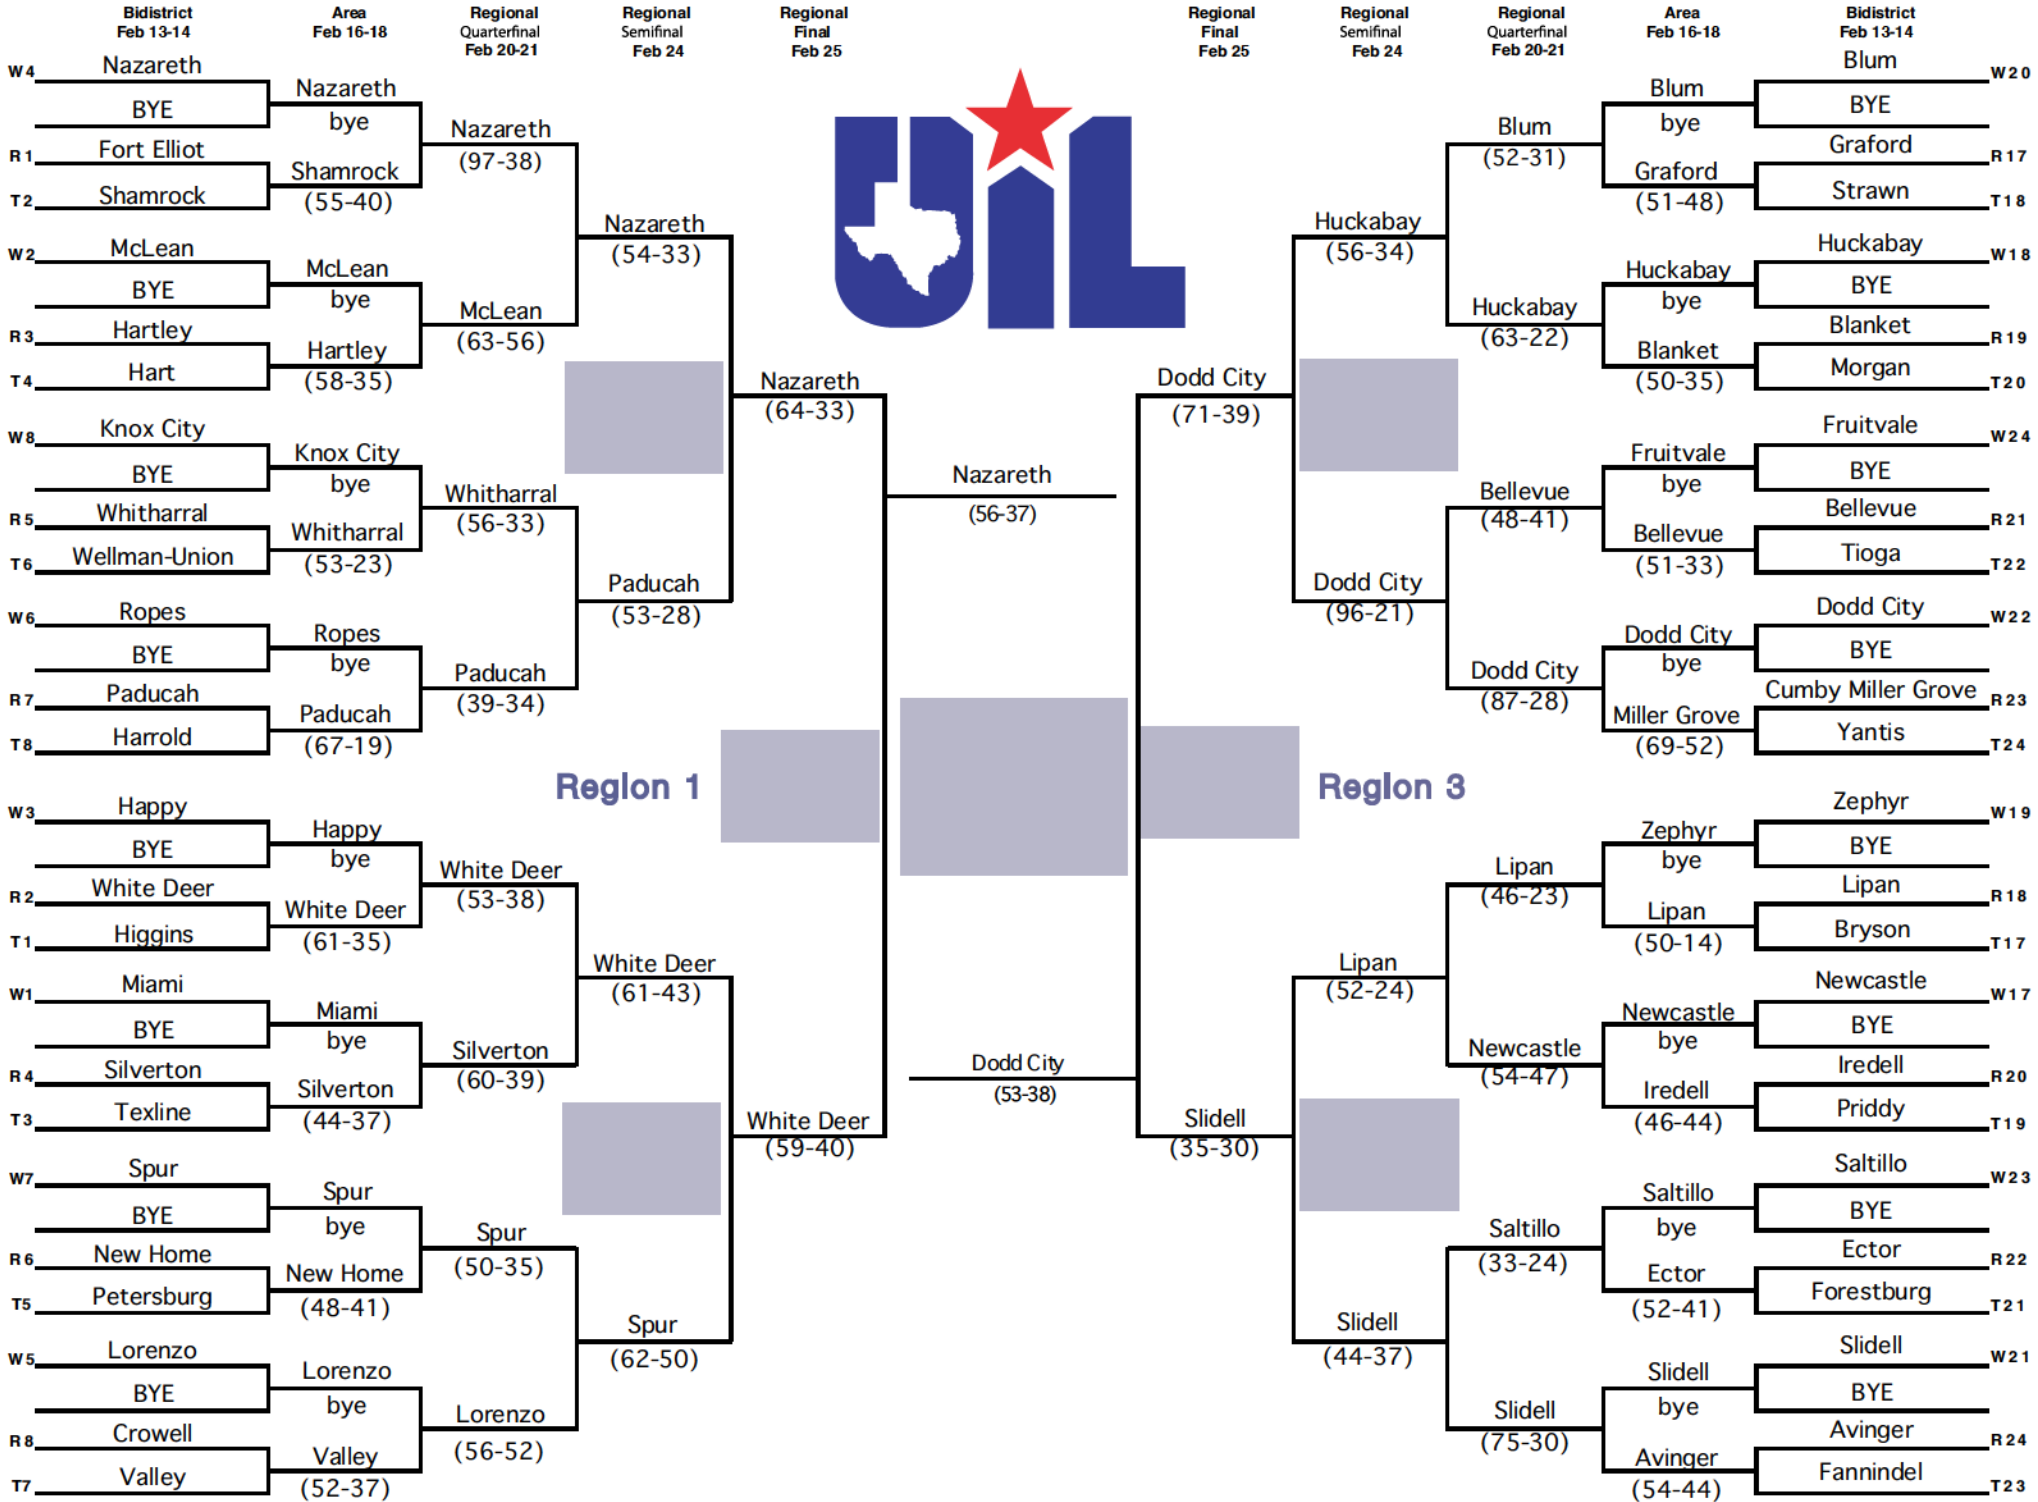 Bidistrict
Feb 13-14
Area
Feb 16-18
Regional
Quarterfinal
Feb 20-21
Regional
Semifinal
Feb 24
Regional
Final
Feb 25
Regional
Final
Feb 25
Regional
Semifinal
Feb 24
Regional
Quarterfinal
Feb 20-21
Area
Feb 16-18
Bidistrict
Feb 13-14
UIL
W4
Nazareth
BYE
R1
Fort Elliot
T2
Shamrock
W2
McLean
BYE
R3
Hartley
T4
Hart
W8
Knox City
BYE
R5
Whitharral
T6
Wellman-Union
W6
Ropes
BYE
R7
Paducah
T8
Harrold
W3
Happy
BYE
R2
White Deer
T1
Higgins
W1
Miami
BYE
R4
Silverton
T3
Texline
W7
Spur
BYE
R6
New Home
T5
Petersburg
W5
Lorenzo
BYE
R8
Crowell
T7
Valley
Nazareth
bye
Shamrock
(55-40)
McLean
bye
Hartley
(58-35)
Knox City
bye
Whitharral
(53-23)
Ropes
bye
Paducah
(67-19)
Happy
bye
White Deer
(61-35)
Miami
bye
Silverton
(44-37)
Spur
bye
New Home
(48-41)
Lorenzo
bye
Valley
(52-37)
Nazareth
(97-38)
McLean
(63-56)
Whitharral
(56-33)
Paducah
(39-34)
White Deer
(53-38)
Silverton
(60-39)
Spur
(50-35)
Lorenzo
(56-52)
Nazareth
(54-33)
Paducah
(53-28)
White Deer
(61-43)
Spur
(62-50)
Nazareth
(64-33)
White Deer
(59-40)
Nazareth
(56-37)
Region 1
Region 3
Dodd City
(53-38)
Dodd City
(71-39)
Slidell
(35-30)
Huckabay
(56-34)
Dodd City
(96-21)
Lipan
(52-24)
Slidell
(44-37)
Blum
(52-31)
Huckabay
(63-22)
Bellevue
(48-41)
Dodd City
(87-28)
Lipan
(46-23)
Newcastle
(54-47)
Saltillo
(33-24)
Slidell
(75-30)
Blum
bye
Graford
(51-48)
Huckabay
bye
Blanket
(50-35)
Fruitvale
bye
Bellevue
(51-33)
Dodd City
bye
Miller Grove
(69-52)
Zephyr
bye
Lipan
(50-14)
Newcastle
bye
Iredell
(46-44)
Saltillo
bye
Ector
(52-41)
Slidell
bye
Avinger
(54-44)
Blum
W20
BYE
Graford
R17
Strawn
T18
Huckabay
W18
BYE
Blanket
R19
Morgan
T20
Fruitvale
W24
BYE
Bellevue
R21
Tioga
T22
Dodd City
W22
BYE
Cumby Miller Grove
R23
Yantis
T24
Zephyr
W19
BYE
Lipan
R18
Bryson
T17
Newcastle
W17
BYE
Iredell
R20
Priddy
T19
Saltillo
W23
BYE
Ector
R22
Forestburg
T21
Slidell
W21
BYE
Avinger
R24
Fannindel
T23